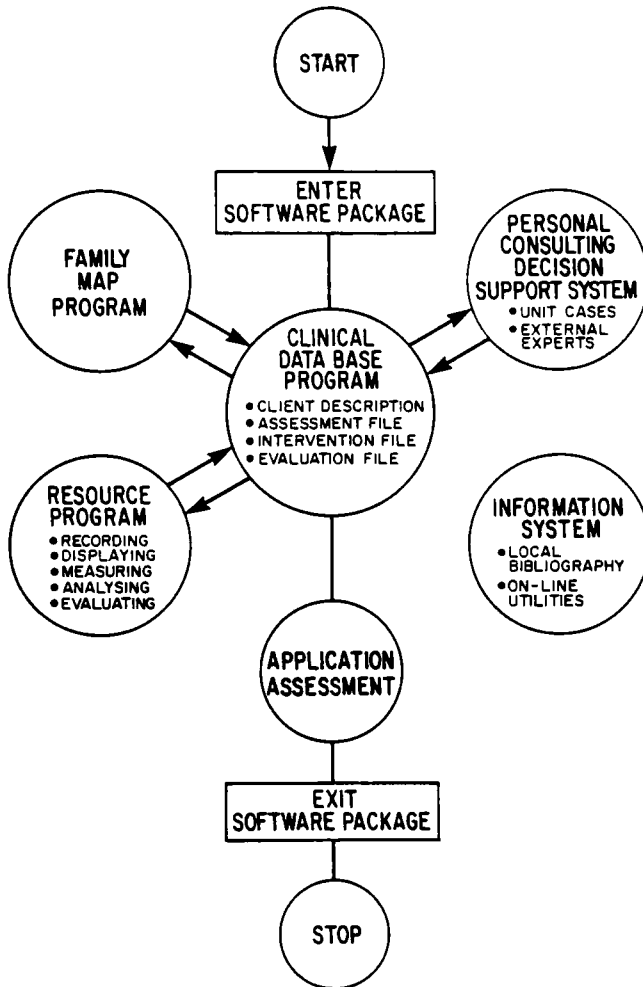 START
ENTER
SOFTWARE PACKAGE
FAMILY
MAP
PROGRAM
PERSONAL
CONSULTING
DECISION
SUPPORT SYSTEM
• UNIT CASES
• EXTERNAL
EXPERTS
CLINICAL
DATA BASE
PROGRAM
• CLIENT DESCRIPTION
• ASSESSMENT FILE
• INTERVENTION FILE
• EVALUATION FILE
RESOURCE
PROGRAM
• RECORDING
• DISPLAYING
• MEASURING
• ANALYSING
• EVALUATING
INFORMATION
SYSTEM
• LOCAL
BIBLIOGRAPHY
• ON-LINE
UTILITIES
APPLICATION
ASSESSMENT
EXIT
SOFTWARE PACKAGE
STOP